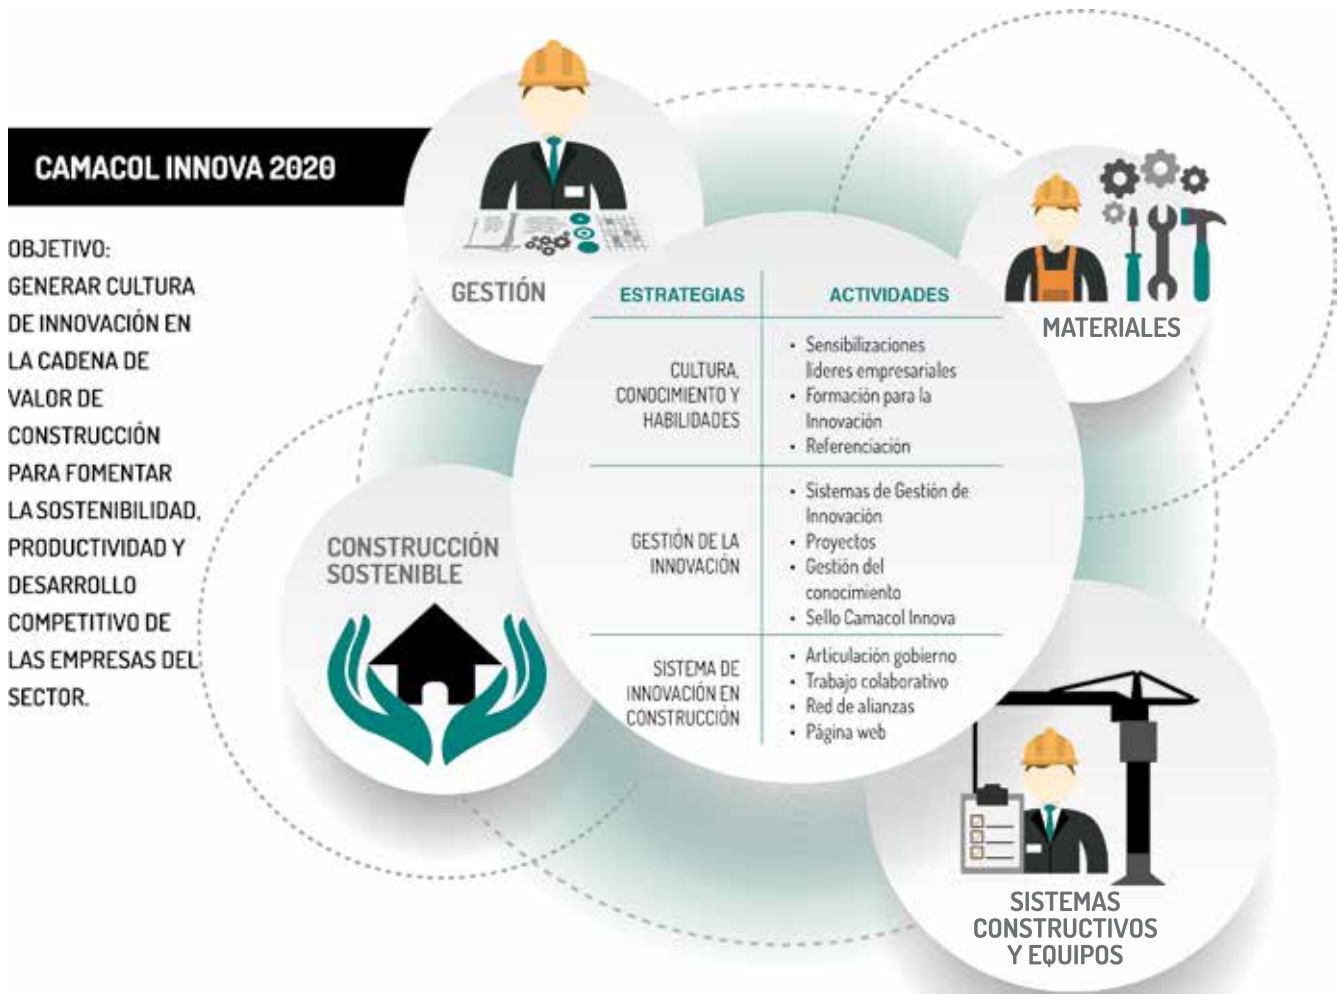 CAMACOL INNOVA 2020
OBJETIVO:
GENERAR CULTURA
DE INNOVACIÓN EN
LA CADENA DE
VALOR DE
CONSTRUCCIÓN
PARA FOMENTAR
LA SOSTENIBILIDAD,
PRODUCTIVIDAD Y
DESARROLLO
COMPETITIVO DE
LAS EMPRESAS DEL
SECTOR.
GESTIÓN
MATERIALES
CONSTRUCCIÓN
SOSTENIBLE
SISTEMAS
CONSTRUCTIVOS
Y EQUIPOS
ESTRATEGIAS
ACTIVIDADES
CULTURA,
CONOCIMIENTO Y
HABILIDADES
• Sensibilizaciones
líderes empresariales
• Formación para la
Innovación
• Referenciación
GESTIÓN DE LA
INNOVACIÓN
• Sistemas de Gestión de
Innovación
• Proyectos
• Gestión del
conocimiento
• Sello Camacol Innova
SISTEMA DE
INNOVACIÓN EN
CONSTRUCCIÓN
• Articulación gobierno
• Trabajo colaborativo
• Red de alianzas
• Página web